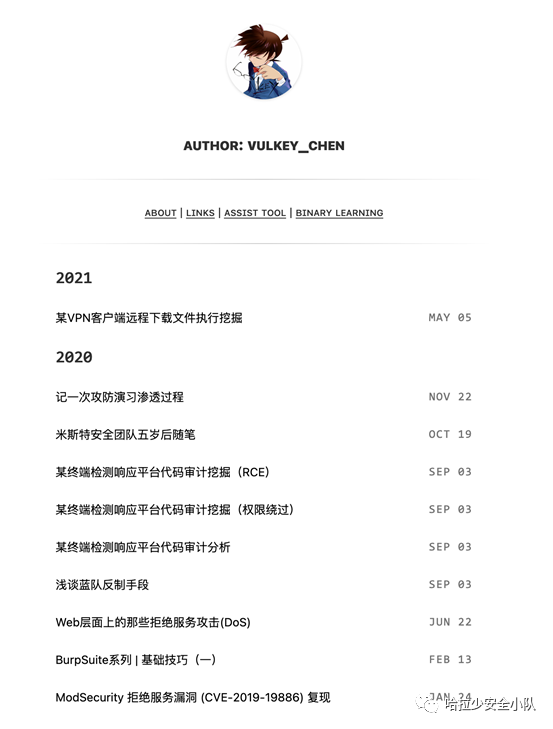 AUTHOR: VULKEY_CHEN
ABOUT | LINKS | ASSIST TOOL | BINARY LEARNING
2021
某VPN客户端远程下载文件执行挖掘 MAY 05
2020
记一次攻防演习渗透过程 NOV 22
米斯特安全团队五岁后随笔 OCT 19
某终端检测响应平台代码审计挖掘（RCE） SEP 03
某终端检测响应平台代码审计挖掘（权限绕过） SEP 03
某终端检测响应平台代码审计分析 SEP 03
浅谈蓝队反制手段 SEP 03
Web层面上的那些拒绝服务攻击(DoS) JUN 22
BurpSuite系列 | 基础技巧（一） FEB 13
ModSecurity 拒绝服务漏洞 (CVE-2019-19886) 复现 JAN 24
哈拉少安全小队